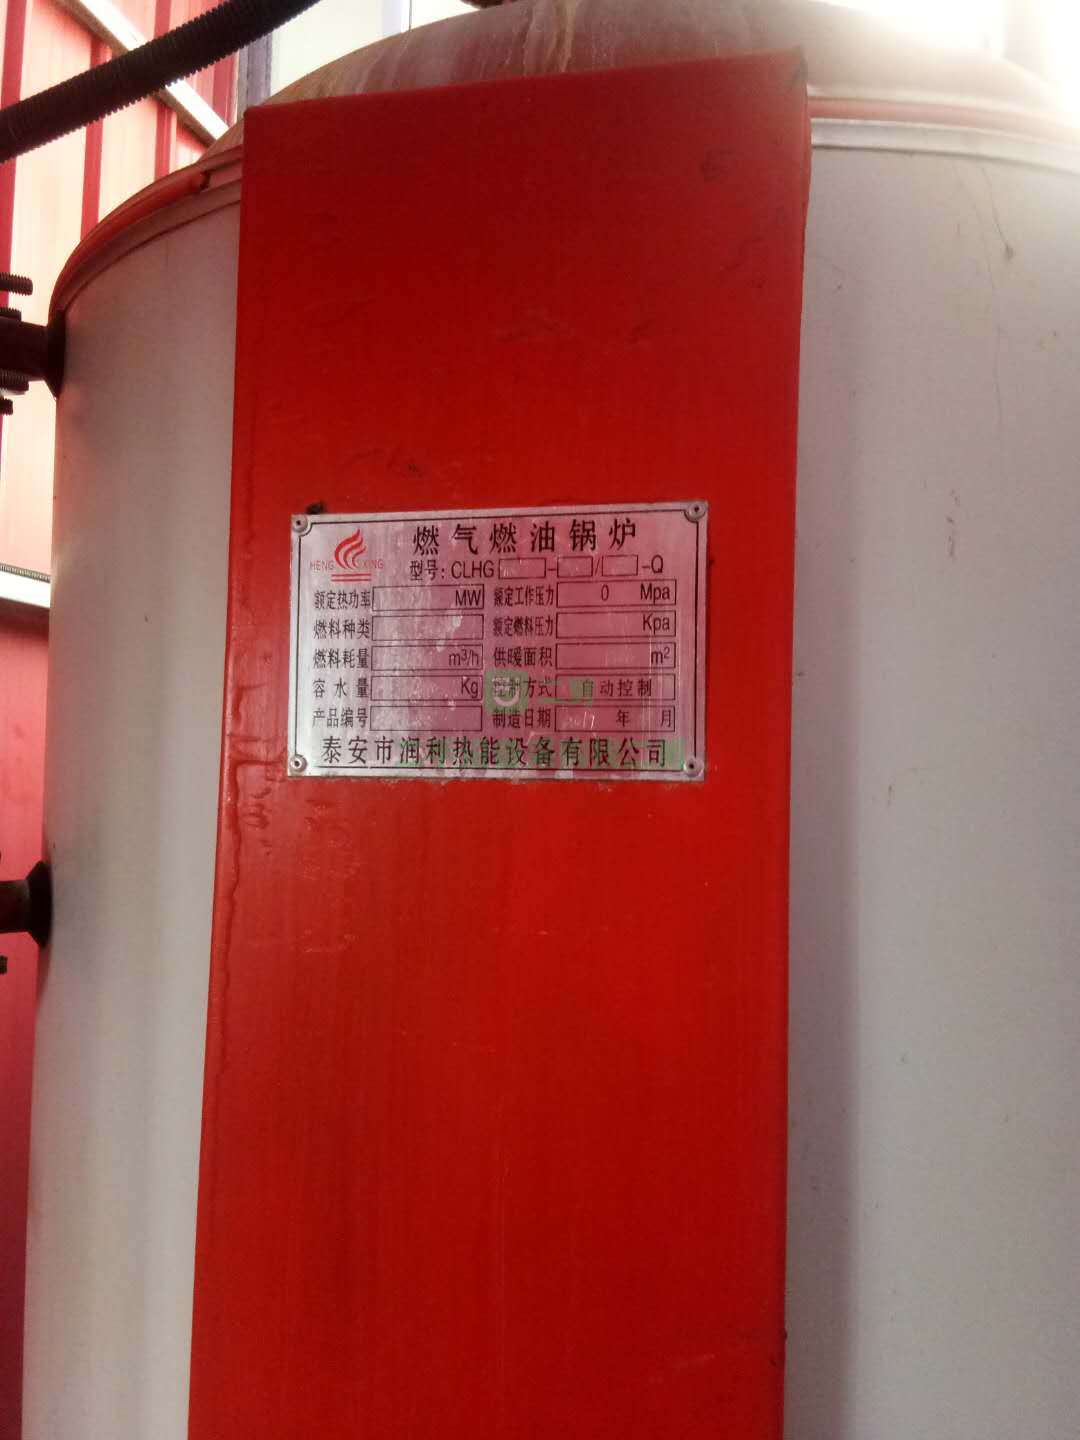 燃气燃油锅炉
HENG XING
型号:CLHG - / -Q
额定热功率 MW 额定工作压力 0 Mpa
燃料种类 额定燃料压力 Kpa
燃料耗量 m³/h 供暖面积 m²
容水量 Kg 控制方式 自动控制
产品编号 制造日期 2017 年 月
泰安市润利热能设备有限公司